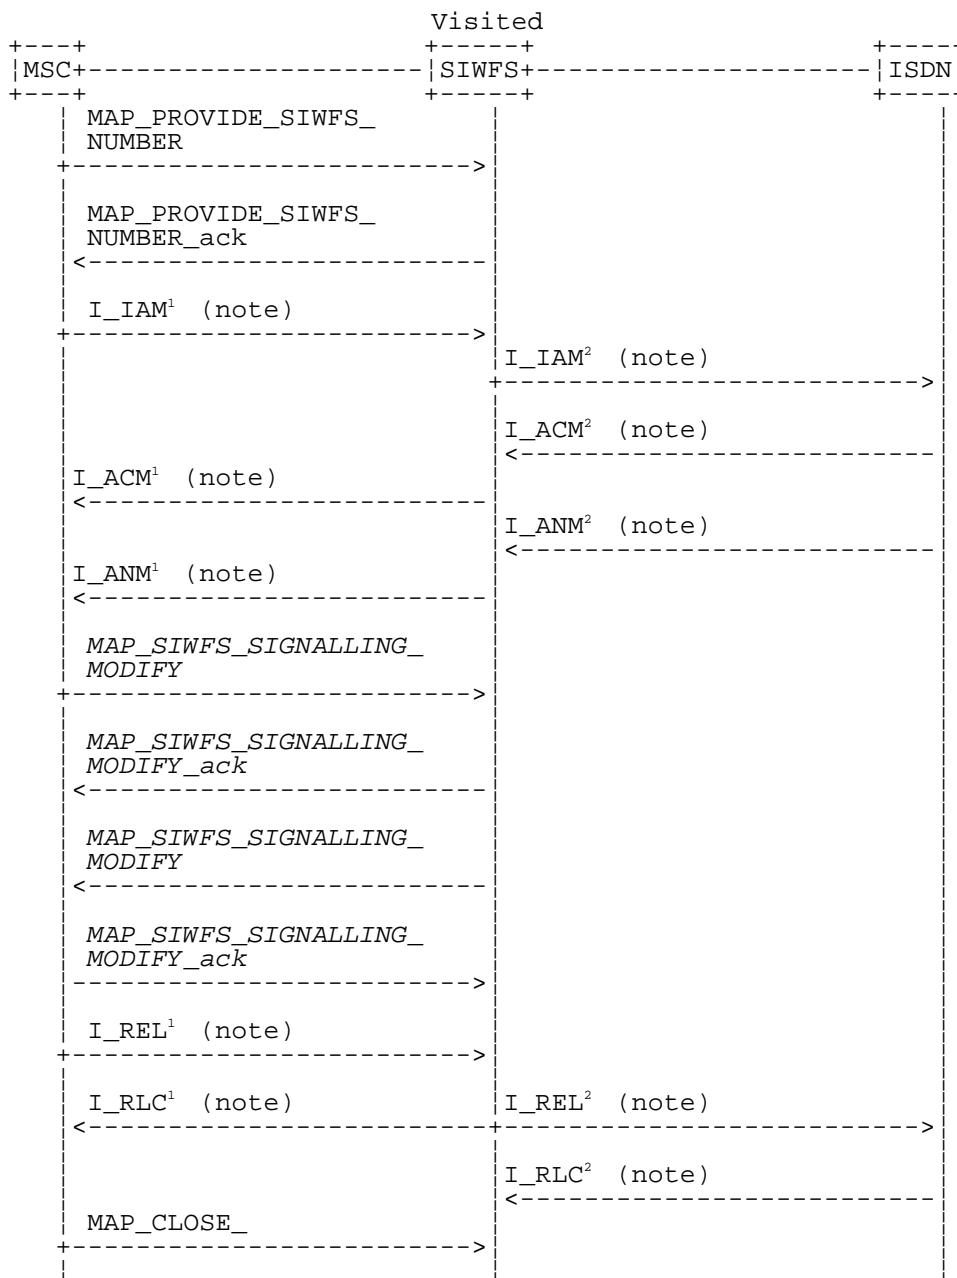 Visited
MSC SIWFS ISDN
MAP_PROVIDE_SIWFS_
NUMBER
MAP_PROVIDE_SIWFS_
NUMBER_ack
I_IAM¹ (note)
I_IAM² (note)
I_ACM² (note)
I_ACM¹ (note)
I_ANM² (note)
I_ANM¹ (note)
MAP_SIWFS_SIGNALLING_
MODIFY
MAP_SIWFS_SIGNALLING_
MODIFY_ack
MAP_SIWFS_SIGNALLING_
MODIFY
MAP_SIWFS_SIGNALLING_
MODIFY_ack
I_REL¹ (note)
I_RLC¹ (note) I_REL² (note)
I_RLC² (note)
MAP_CLOSE_